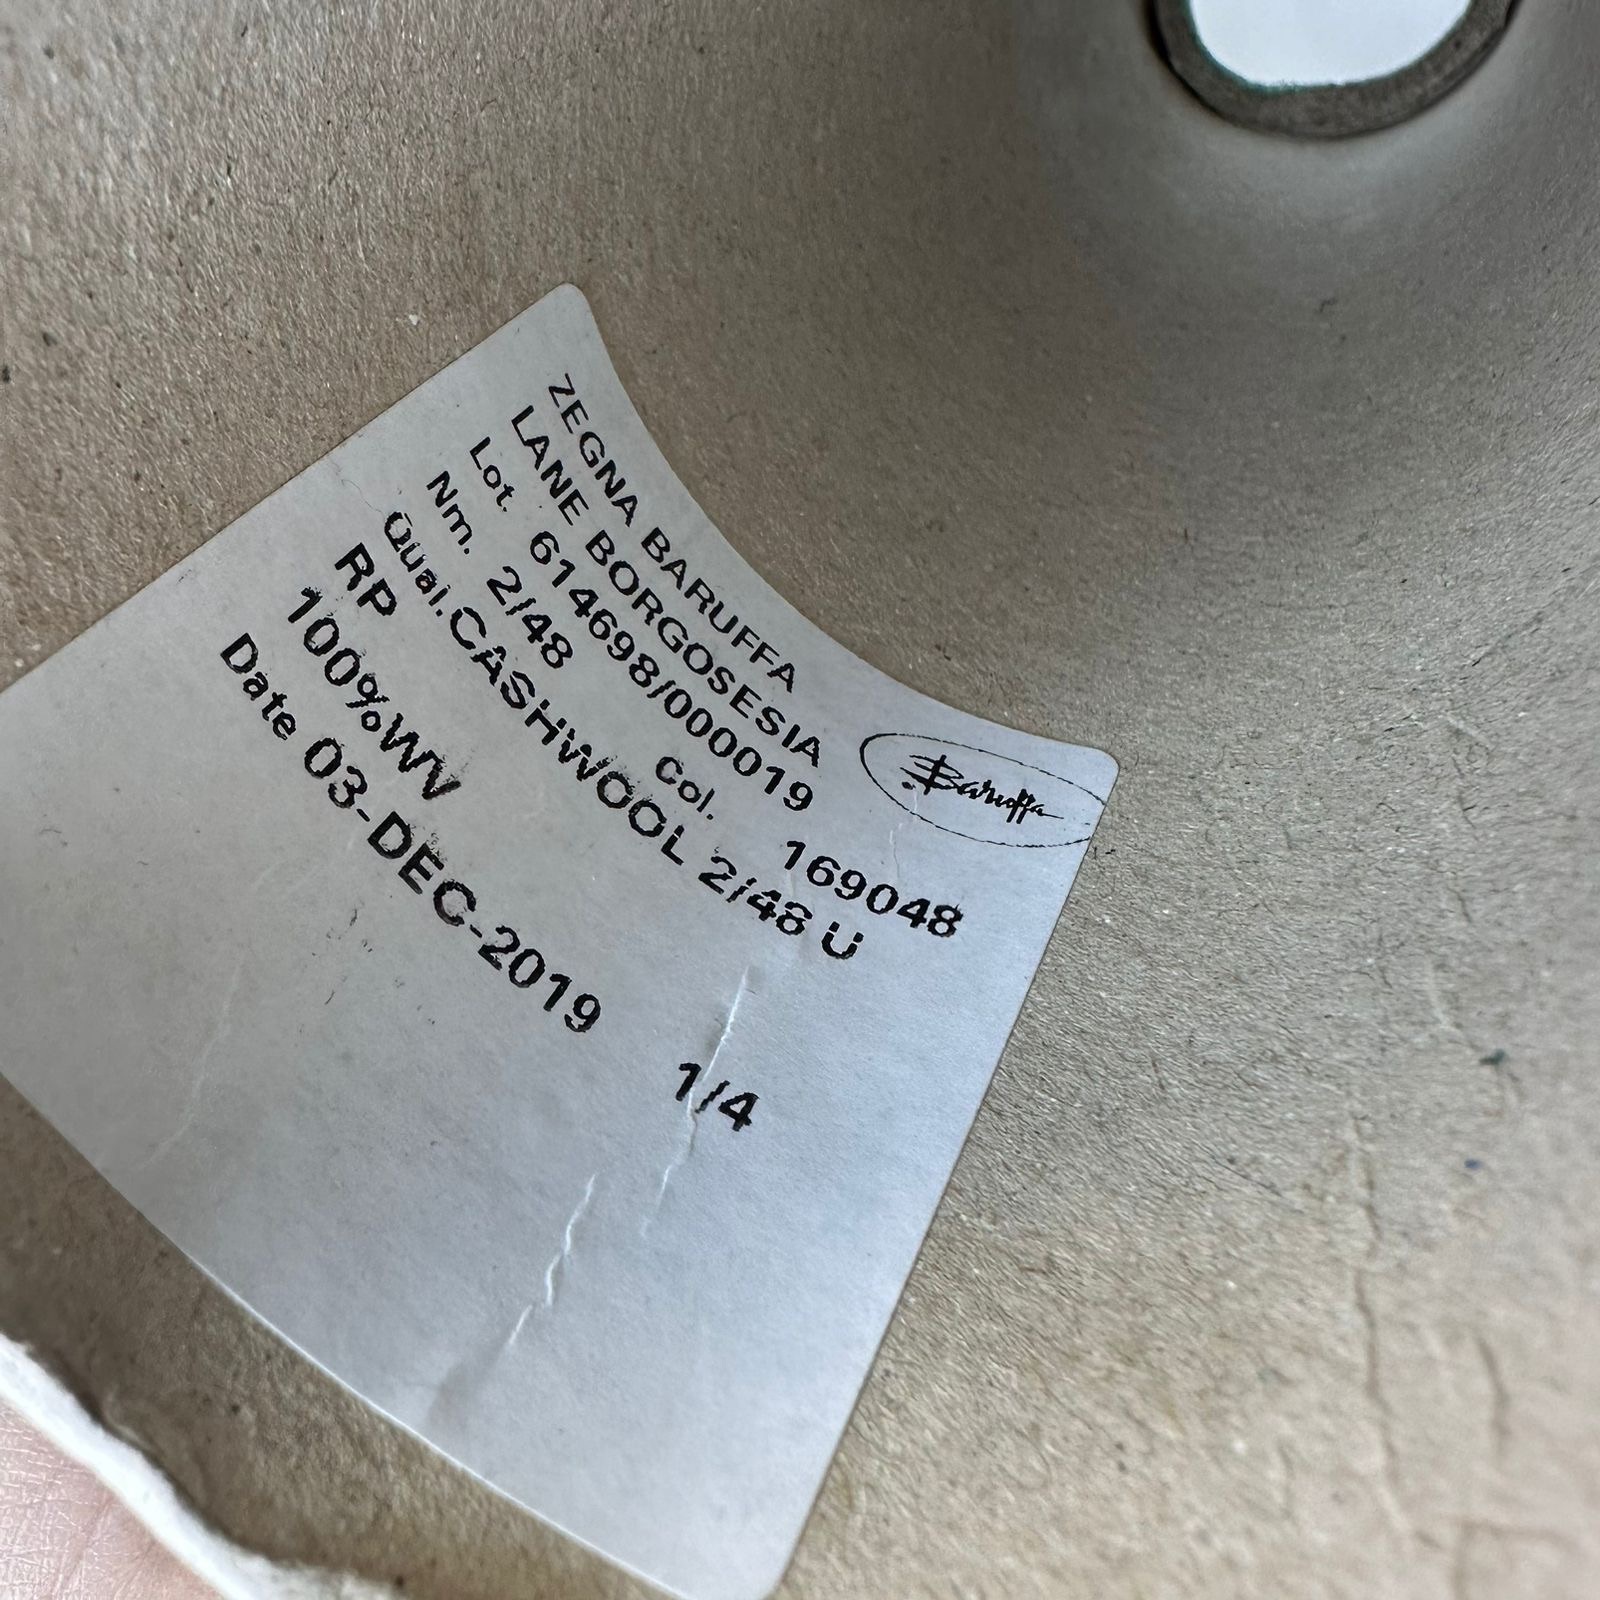 ZEGNA BARUFFA
LANE BORGOSESIA
Baruffa
Lot. 614698/000019
Nm. 2/48 Col. 169048
Qual.CASHWOOL 2/48 U
RP
100%WV
Date 03-DEC-2019 1/4